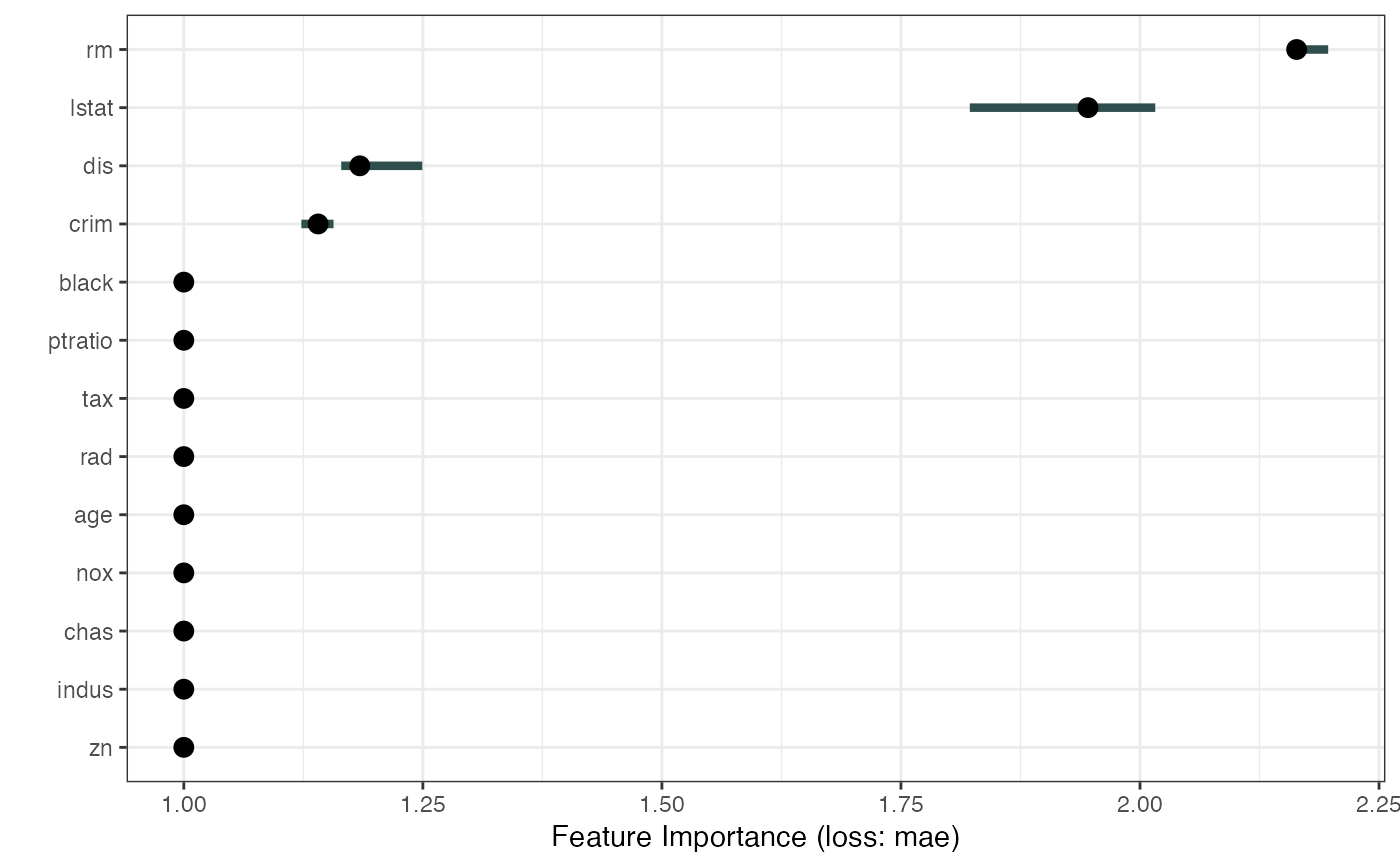 rm
lstat
dis
crim
black
ptratio
tax
rad
age
nox
chas
indus
zn
1.00 1.25 1.50 1.75 2.00 2.25
Feature Importance (loss: mae)